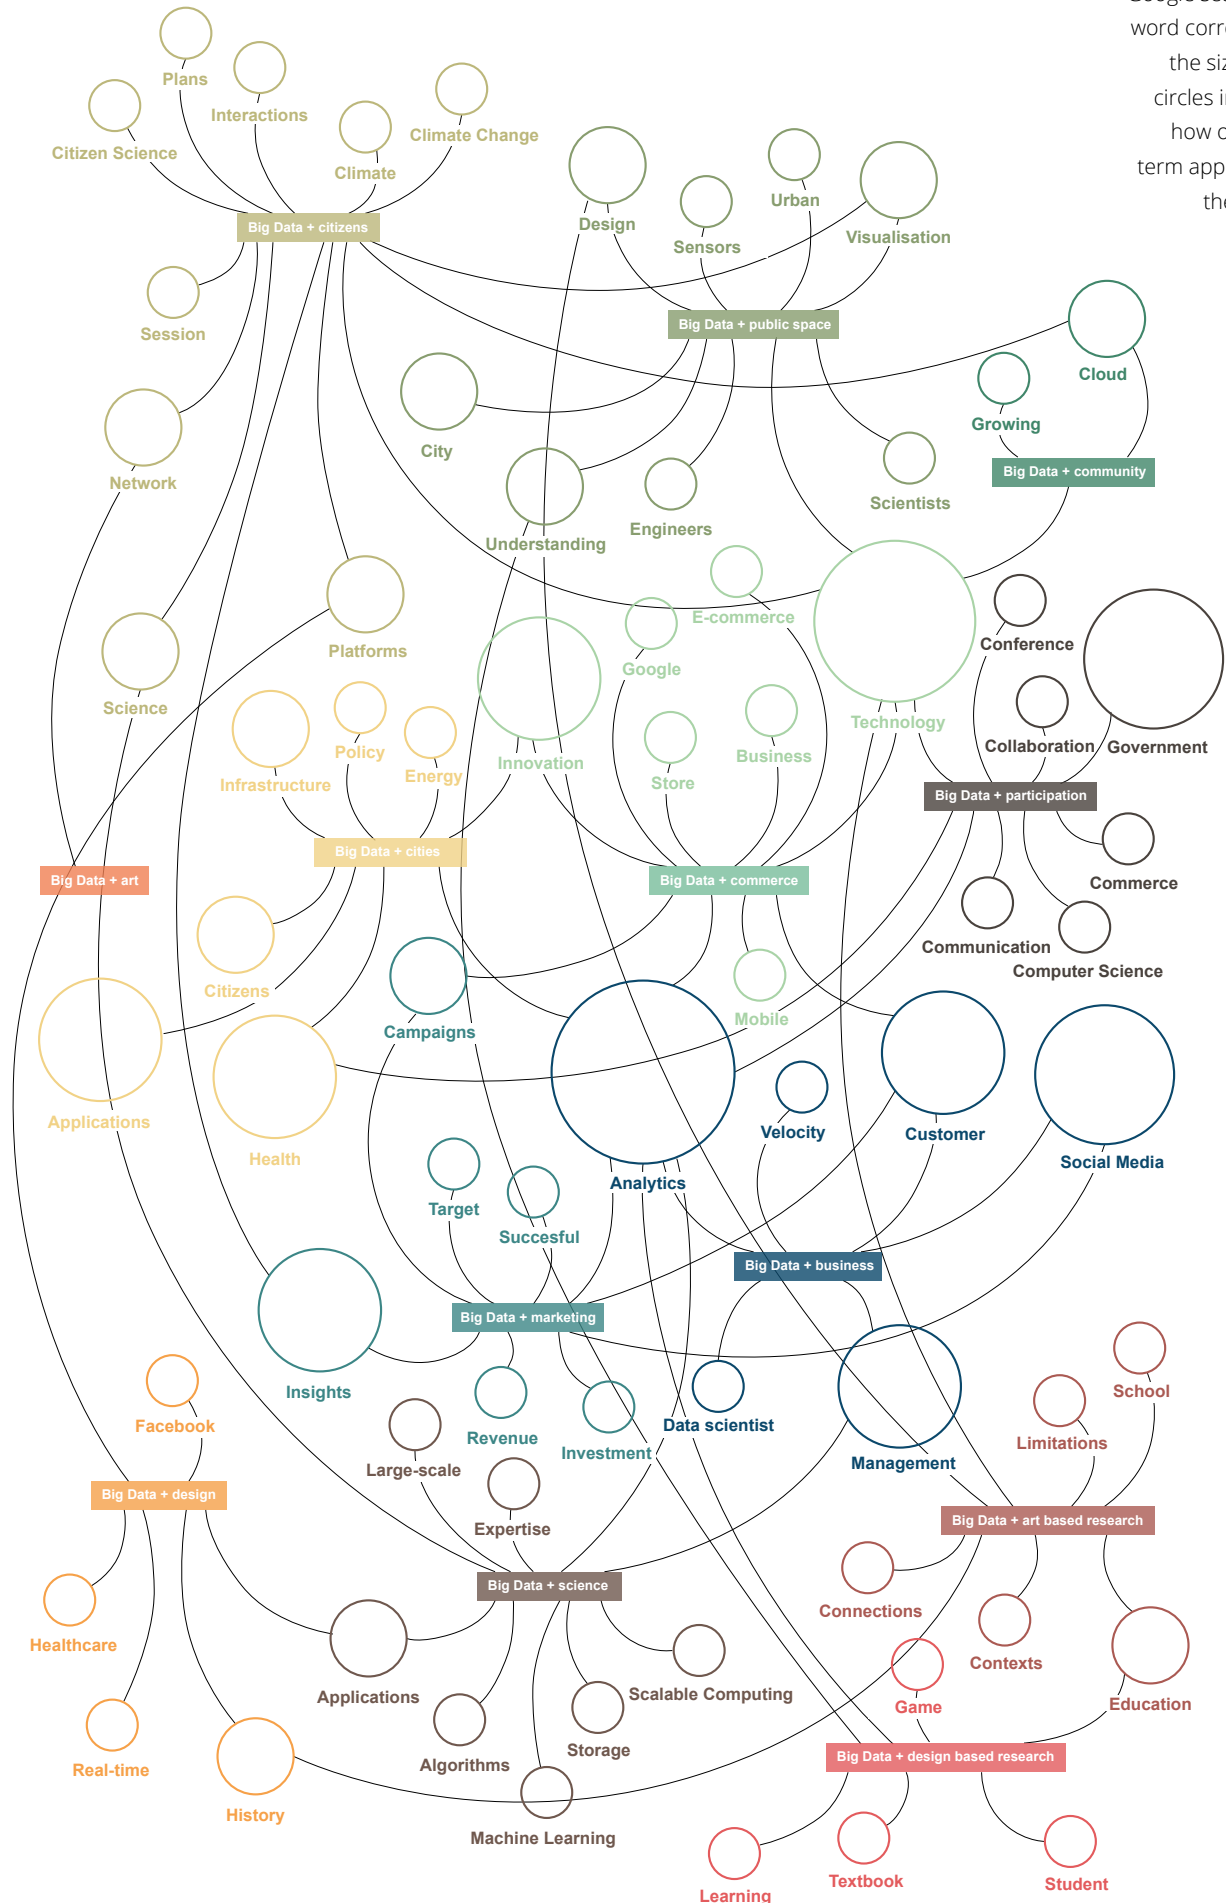 word
the
circles
how
term
the
Plans
Interactions
Citizen Science
Climate
Climate Change
Big Data + citizens
Design
Sensors
Urban
Visualisation
Session
Big Data + public space
Cloud
Growing
City
Network
Understanding
Engineers
Scientists
Big Data + community
Platforms
Science
E-commerce
Google
Technology
Conference
Collaboration
Government
Infrastructure
Policy
Energy
Innovation
Store
Business
Big Data + participation
Big Data + cities
Big Data + art
Big Data + commerce
Commerce
Communication
Computer Science
Citizens
Campaigns
Mobile
Applications
Health
Analytics
Velocity
Customer
Social Media
Target
Succesful
Big Data + business
Big Data + marketing
Insights
Revenue
Investment
Data scientist
Management
School
Limitations
Facebook
Large-scale
Expertise
Big Data + design
Big Data + art based research
Big Data + science
Healthcare
Connections
Contexts
Applications
Scalable Computing
Game
Education
Real-time
Algorithms
Storage
Big Data + design based research
History
Machine Learning
Learning
Textbook
Student